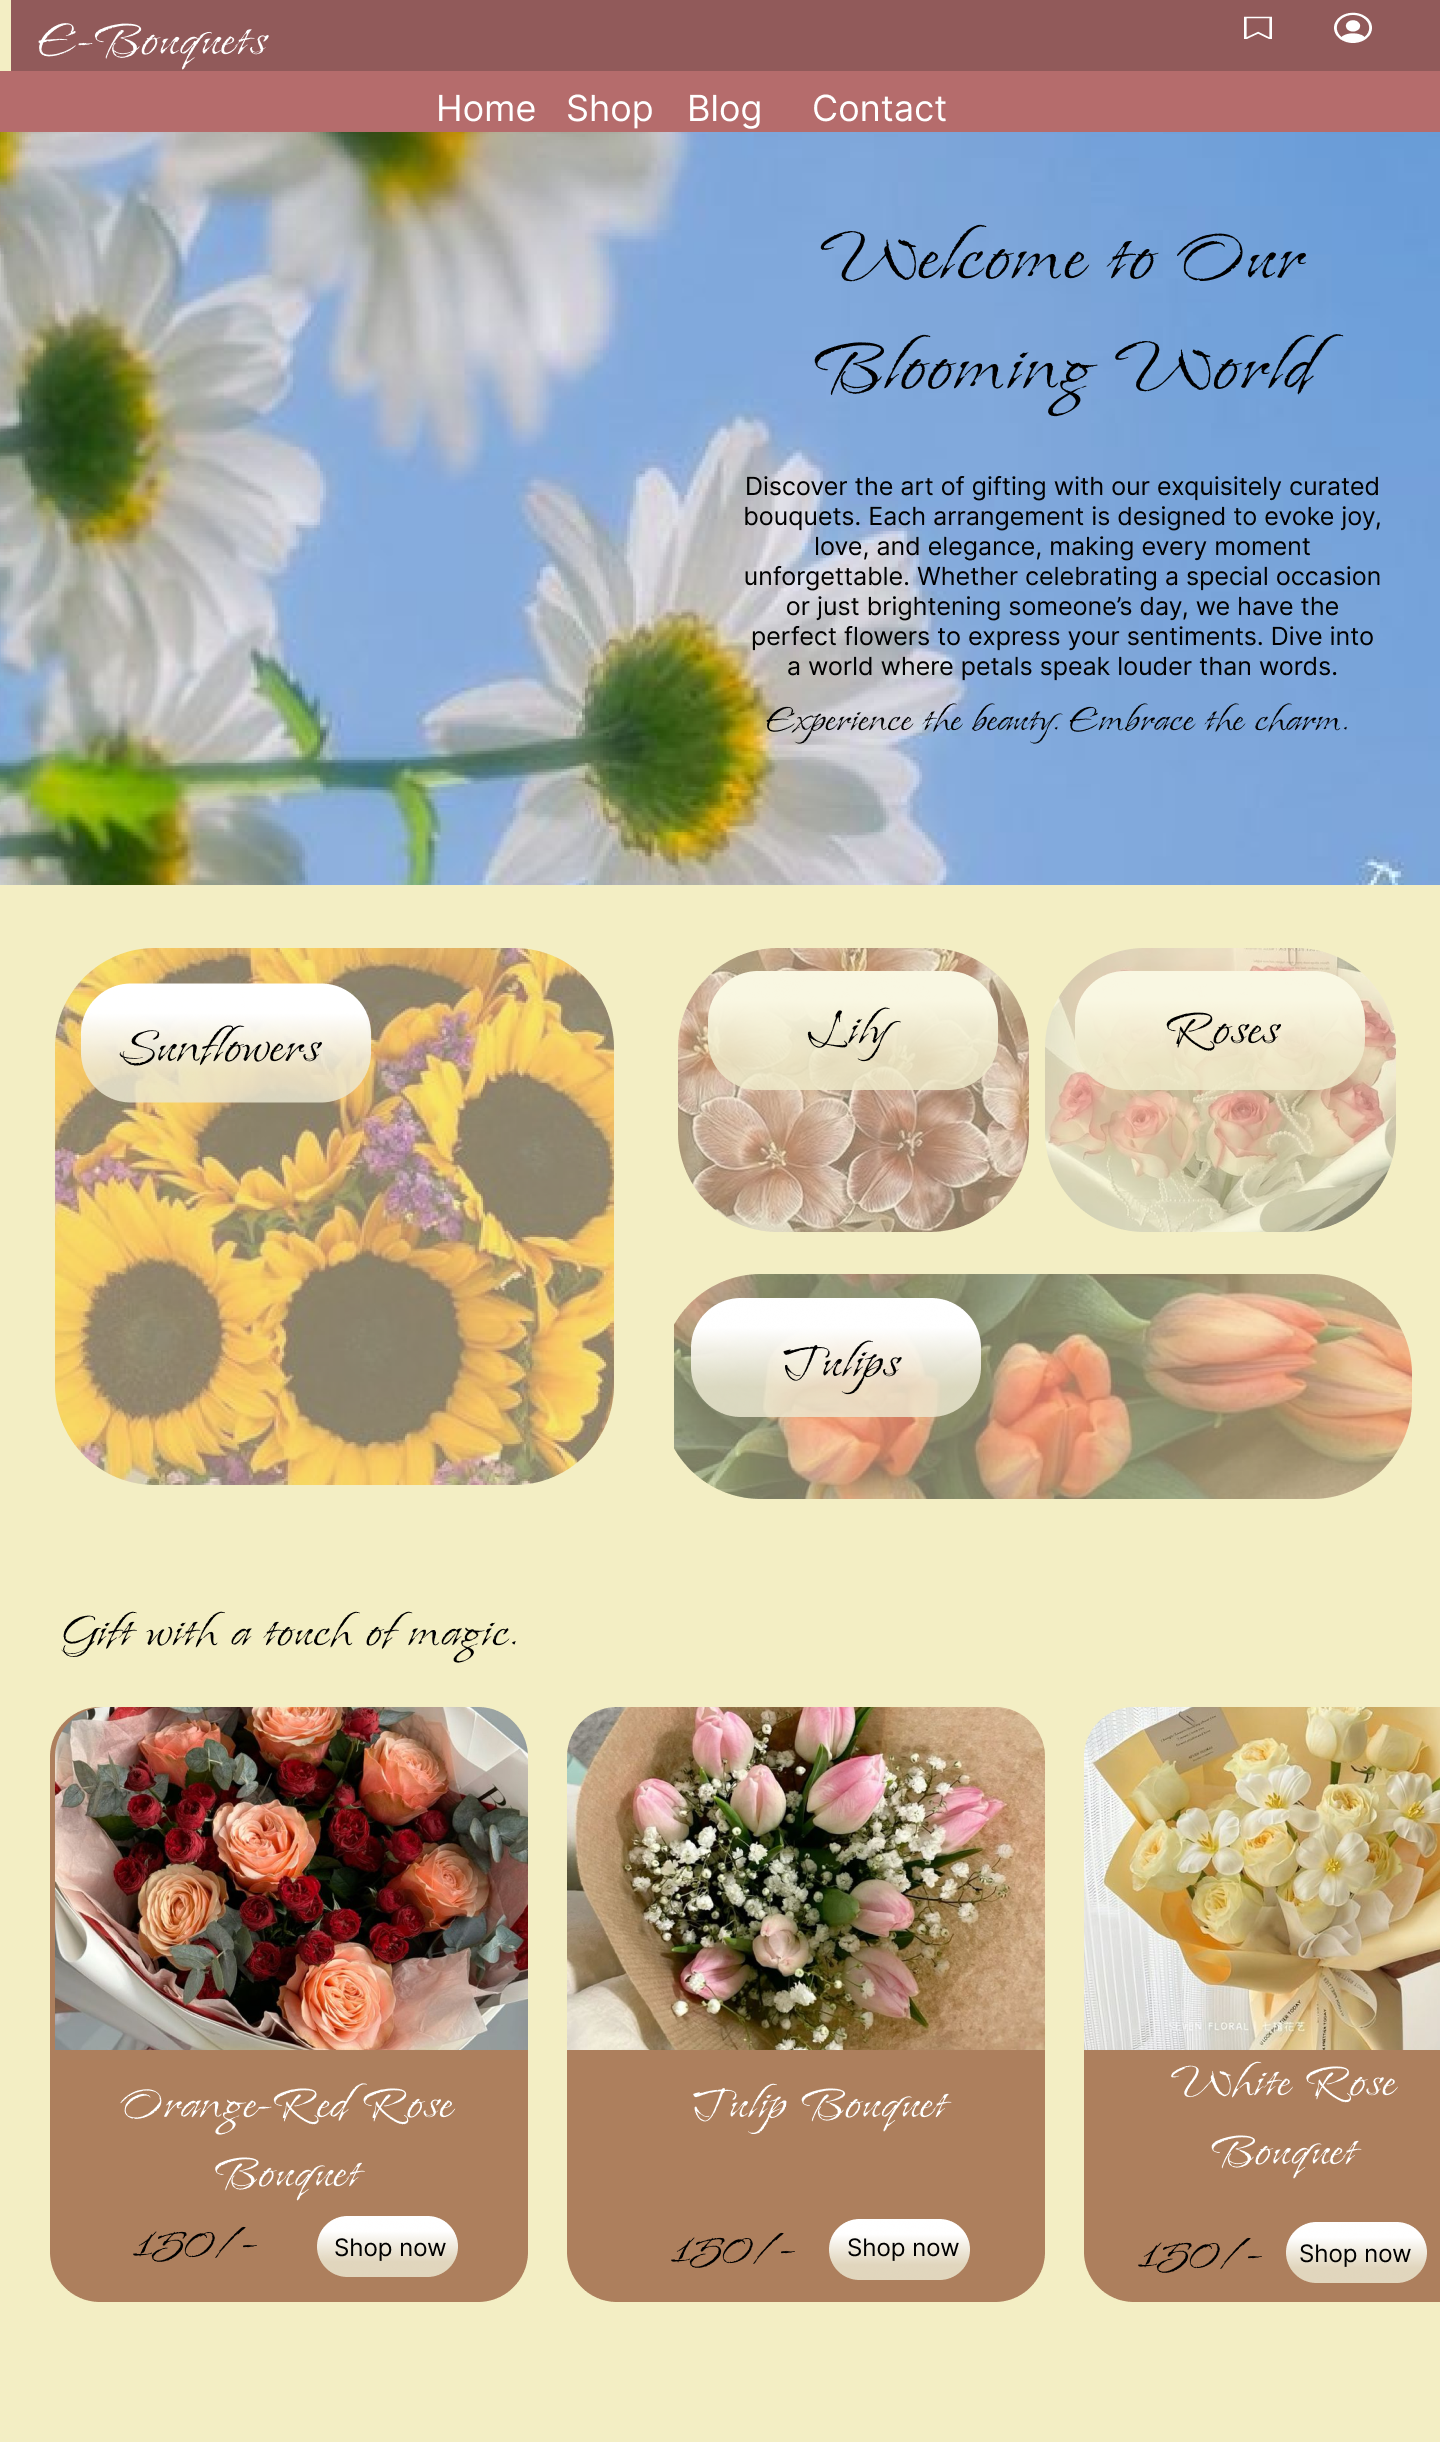 E-Bouquets
Home Shop Blog Contact
Welcome to Our
Blooming World
Discover the art of gifting with our exquisitely curated
bouquets. Each arrangement is designed to evoke joy,
love, and elegance, making every moment
unforgettable. Whether celebrating a special occasion
or just brightening someone’s day, we have the
perfect flowers to express your sentiments. Dive into
a world where petals speak louder than words.
Experience the beauty. Embrace the charm.
Sunflowers
Lily
Roses
Tulips
Gift with a touch of magic.
Orange-Red Rose
Bouquet
150/-
Shop now
Tulip Bouquet
150/-
Shop now
FLORAL
White Rose
Bouquet
150/-
Shop now